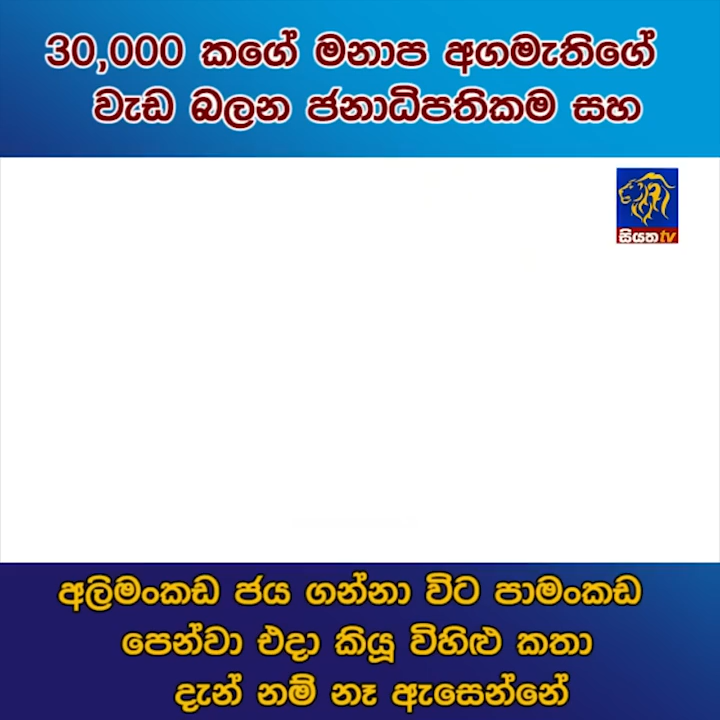 30,000 කගේ මනාප අගමැතිගේ
වැඩ බලන ජනාධිපතිකම සහ
සියත tv
අලිමංකඩ ජය ගන්නා විට පාමංකඩ
පෙන්වා එදා කියූ විහිළු කතා
දැන් නම් නෑ ඇසෙන්නේ